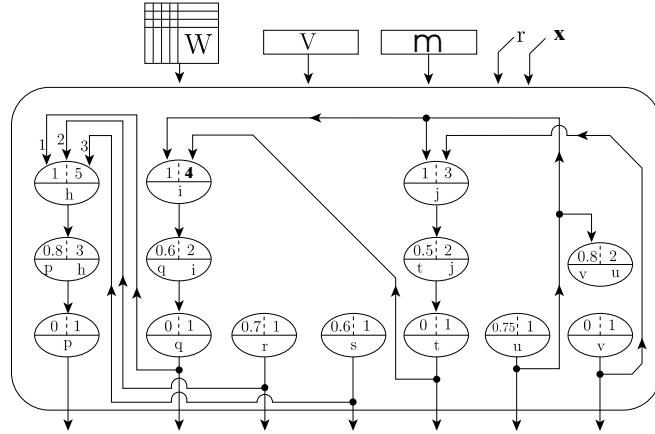 W V m r x
1 2 3
1 5 1 4 1 3
h i j
0.8 3 0.6 2 0.5 2 0.8 2
p h q i t j v u
0 1 0 1 0.7 1 0.6 1 0 1 0.75 1 0 1
p q r s t u v